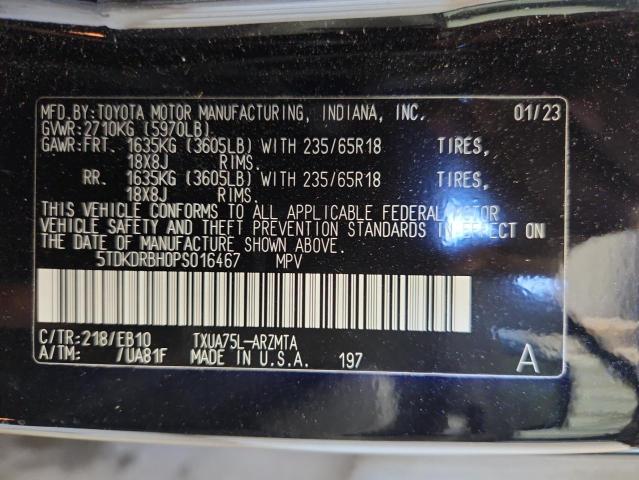 MFD.BY:TOYOTA MOTOR MANUFACTURING, INDIANA, INC. 01/23
GVWR:2710KG (5970LB)
GAWR:FRT. 1635KG (3605LB) WITH 235/65R18 TIRES,
18X8J RIMS.
RR. 1635KG (3605LB) WITH 235/65R18 TIRES,
18X8J RIMS.
THIS VEHICLE CONFORMS TO ALL APPLICABLE FEDERAL MOTOR
VEHICLE SAFETY AND THEFT PREVENTION STANDARDS IN EFFECT ON
THE DATE OF MANUFACTURE SHOWN ABOVE.
5TDKDRBH0PS016467 MPV
C/TR:218/EB10 TXUA75L-ARZMTA
A/TM: /UA81F MADE IN U.S.A. 197 A